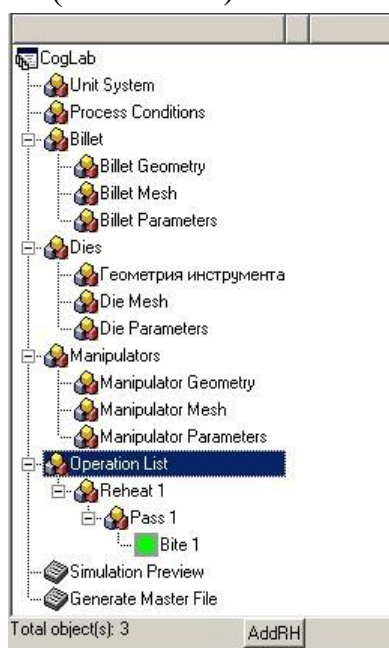 CogLab
Unit System
Process Conditions
Billet
Billet Geometry
Billet Mesh
Billet Parameters
Dies
Геометрия инструмента
Die Mesh
Die Parameters
Manipulators
Manipulator Geometry
Manipulator Mesh
Manipulator Parameters
Operation List
Reheat 1
Pass 1
Bite 1
Simulation Preview
Generate Master File
Total object(s): 3 AddRH